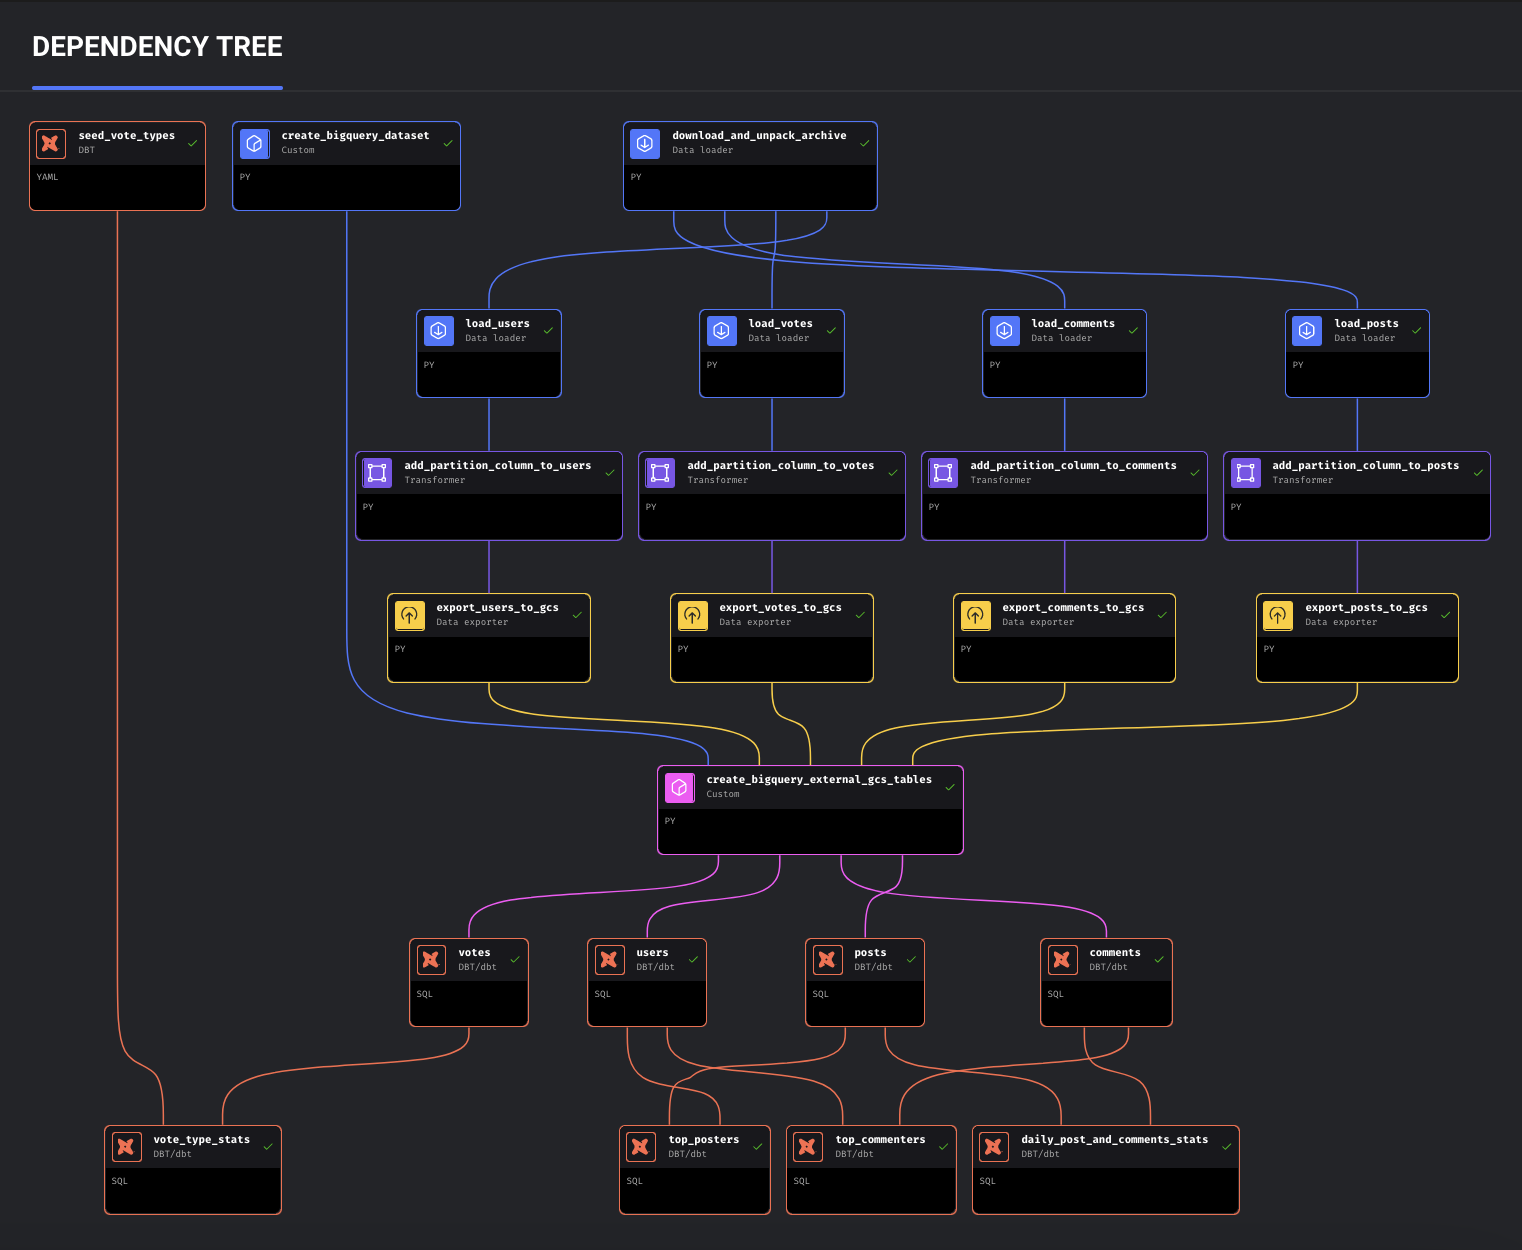 DEPENDENCY TREE
seed_vote_types
DBT
YAML
create_bigquery_dataset
Custom
PY
download_and_unpack_archive
Data loader
PY
load_users
Data loader
PY
load_votes
Data loader
PY
load_comments
Data loader
PY
load_posts
Data loader
PY
add_partition_column_to_users
Transformer
PY
add_partition_column_to_votes
Transformer
PY
add_partition_column_to_comments
Transformer
PY
add_partition_column_to_posts
Transformer
PY
export_users_to_gcs
Data exporter
PY
export_votes_to_gcs
Data exporter
PY
export_comments_to_gcs
Data exporter
PY
export_posts_to_gcs
Data exporter
PY
create_bigquery_external_gcs_tables
Custom
PY
votes
DBT/dbt
SQL
users
DBT/dbt
SQL
posts
DBT/dbt
SQL
comments
DBT/dbt
SQL
vote_type_stats
DBT/dbt
SQL
top_posters
DBT/dbt
SQL
top_commenters
DBT/dbt
SQL
daily_post_and_comments_stats
DBT/dbt
SQL